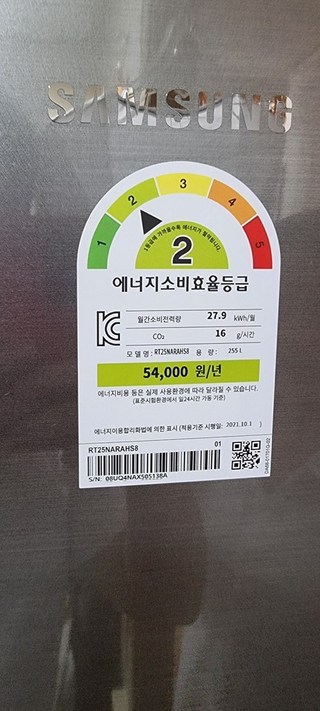 SAMSUNG
1 2 3 4 5
1등급에 가까울수록 에너지가 절약됩니다
2
에너지소비효율등급
월간소비전력량 27.9 kWh/월
CO₂ 16 g/시간
모 델 명 : RT25NARAHS8 용 량 : 255 L
54,000 원/년
에너지비용 등은 실제 사용환경에 따라 달라질 수 있습니다.
(표준시험환경에서 일24시간 가동 기준)
에너지이용합리화법에 의한 표시 (적용기준 시행일: 2021.10.1 )
RT25NARAHS8 01
S/N: 08UQ4NAX505138A